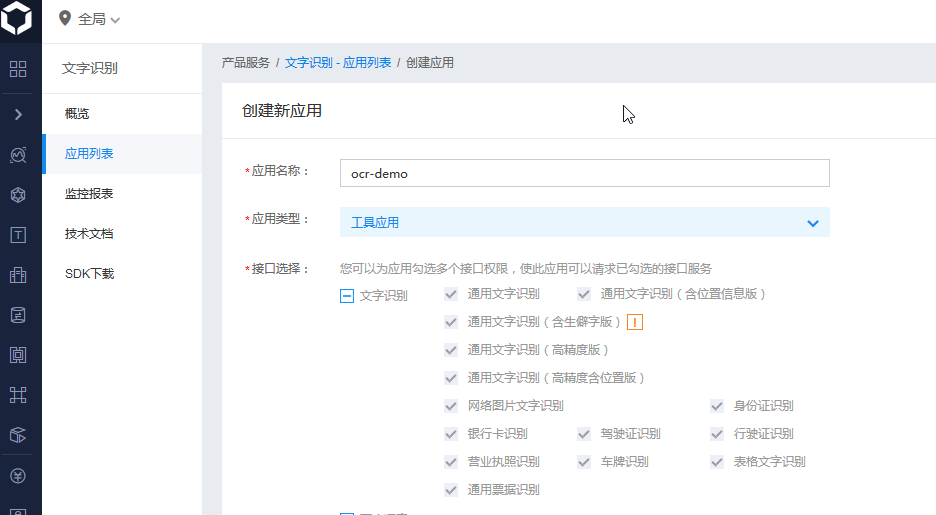 全局
文字识别
概览
应用列表
监控报表
技术文档
SDK下载
产品服务 / 文字识别 - 应用列表 / 创建应用
创建新应用
* 应用名称： ocr-demo
* 应用类型： 工具应用
* 接口选择： 您可以为应用勾选多个接口权限，使此应用可以请求已勾选的接口服务
文字识别 通用文字识别 通用文字识别（含位置信息版）
通用文字识别（含生僻字版）
通用文字识别（高精度版）
通用文字识别（高精度含位置版）
网络图片文字识别 身份证识别
银行卡识别 驾驶证识别 行驶证识别
营业执照识别 车牌识别 表格文字识别
通用票据识别